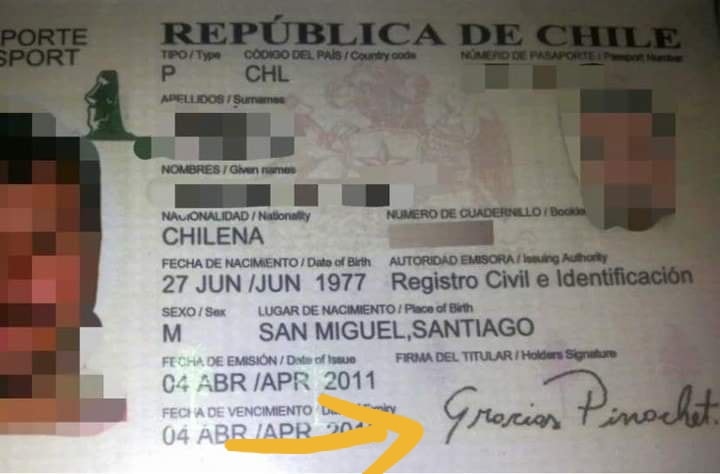 PORTE
SPORT
REPÚBLICA DE CHILE
TIPO / Type CÓDIGO DEL PAÍS / Country code NÚMERO DE PASAPORTE / Passport Number
P CHL
APELLIDOS / Surnames
NOMBRES / Given names
NACIONALIDAD / Nationality NÚMERO DE CUADERNILLO /
CHILENA
FECHA DE NACIMIENTO / Date of Birth AUTORIDAD EMISORA / Issuing Authority
27 JUN /JUN 1977 Registro Civil e Identificación
SEXO / Sex LUGAR DE NACIMIENTO / Place of Birth
M SAN MIGUEL,SANTIAGO
FECHA DE EMISIÓN / Date of Issue FIRMA DEL TITULAR / Holders Signature
04 ABR /APR 2011
Gracias Pinochet.
FECHA DE VENCIMIENTO / Expiry
04 ABR /APR